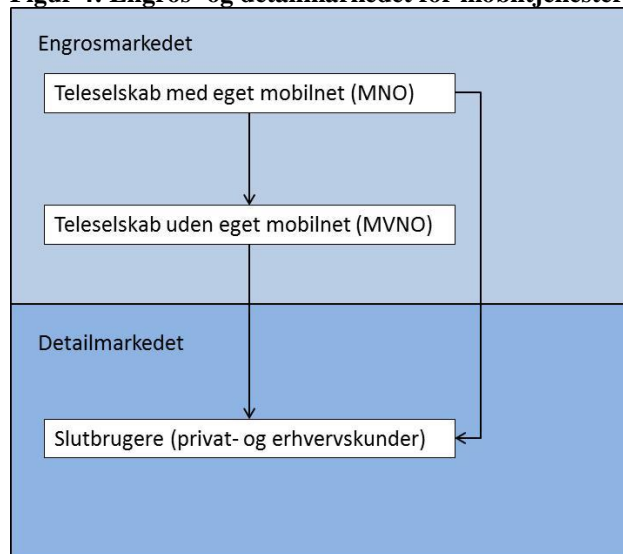 Figur 4. Engros- og detailmarkedet for mobiltjenester
Engrosmarkedet
Teleselskab med eget mobilnet (MNO)
Teleselskab uden eget mobilnet (MVNO)
Detailmarkedet
Slutbrugere (privat- og erhvervskunder)